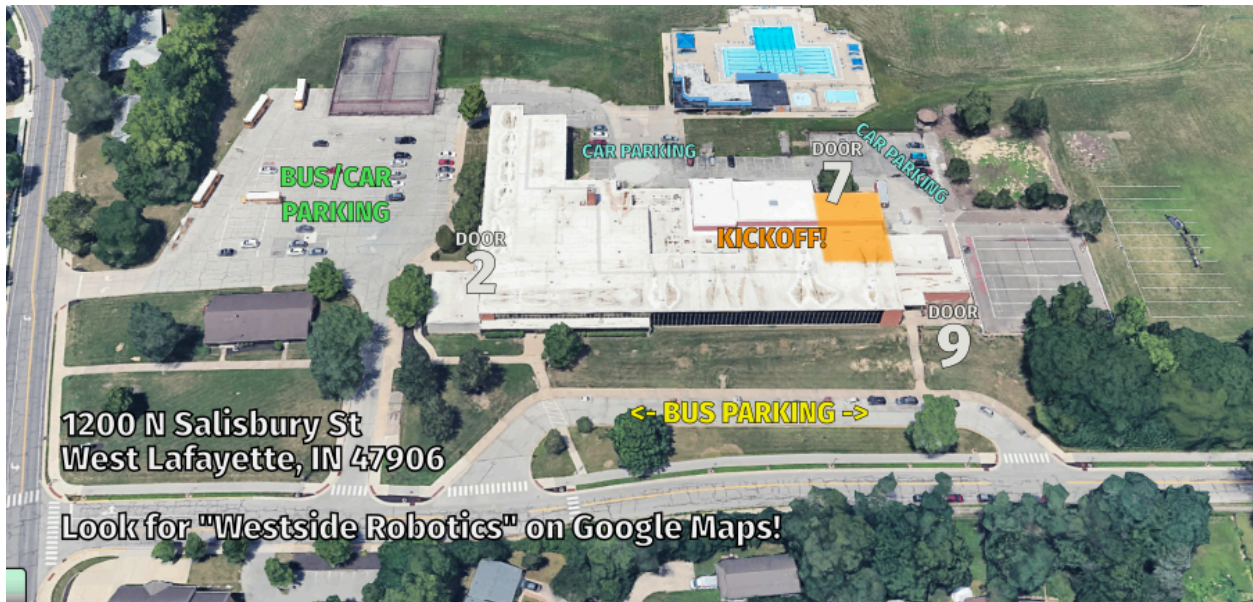 CAR PARKING
DOOR
7
CAR PARKING
BUS/CAR
PARKING
KICKOFF!
DOOR
2
DOOR
9
<- BUS PARKING ->
1200 N Salisbury St
West Lafayette, IN 47906
Look for "Westside Robotics" on Google Maps!